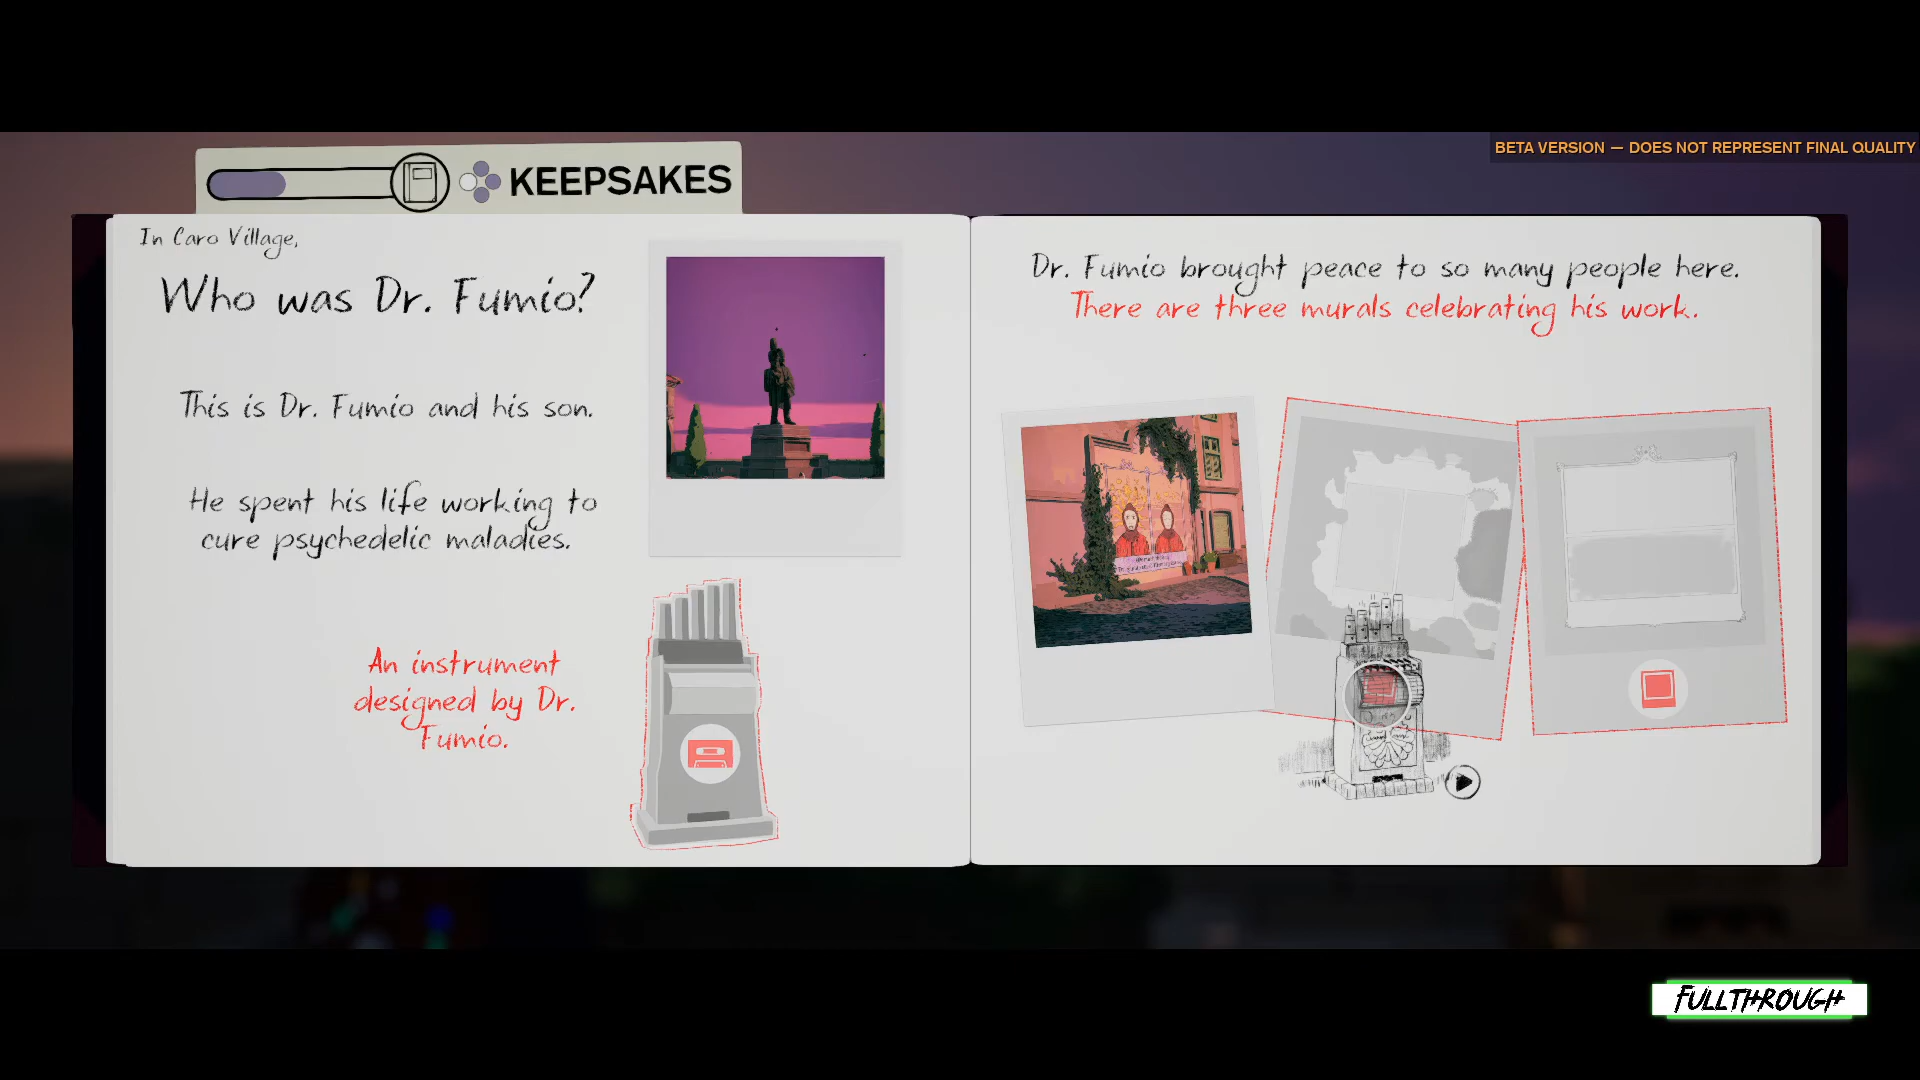 BETA VERSION — DOES NOT REPRESENT FINAL QUALITY
KEEPSAKES
In Caro Village,
Who was Dr. Fumio?
This is Dr. Fumio and his son.
He spent his life working to
cure psychedelic maladies.
An instrument
designed by Dr.
Fumio.
Dr. Fumio brought peace to so many people here.
There are three murals celebrating his work.
FULLTHROUGH